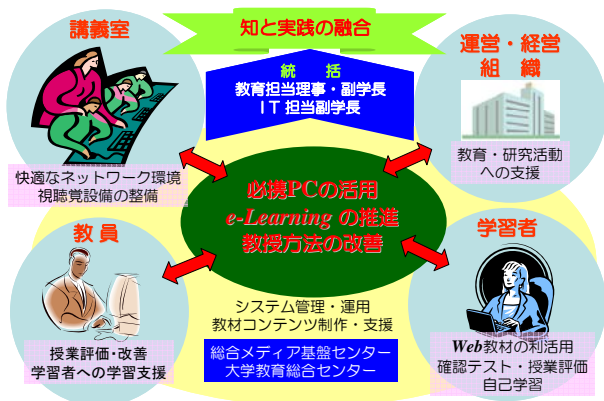 講義室
知と実践の融合
運営・経営
組　織
統　括
教育担当理事・副学長
IT 担当副学長
教育・研究活動
への支援
快適なネットワーク環境
視聴覚設備の整備
必携PCの活用
e-Learning の推進
教授方法の改善
教 員
学習者
システム管理・運用
教材コンテンツ制作・支援
授業評価・改善
学習者への学習支援
総合メディア基盤センター
大学教育総合センター
Web教材の利活用
確認テスト・授業評価
自己学習